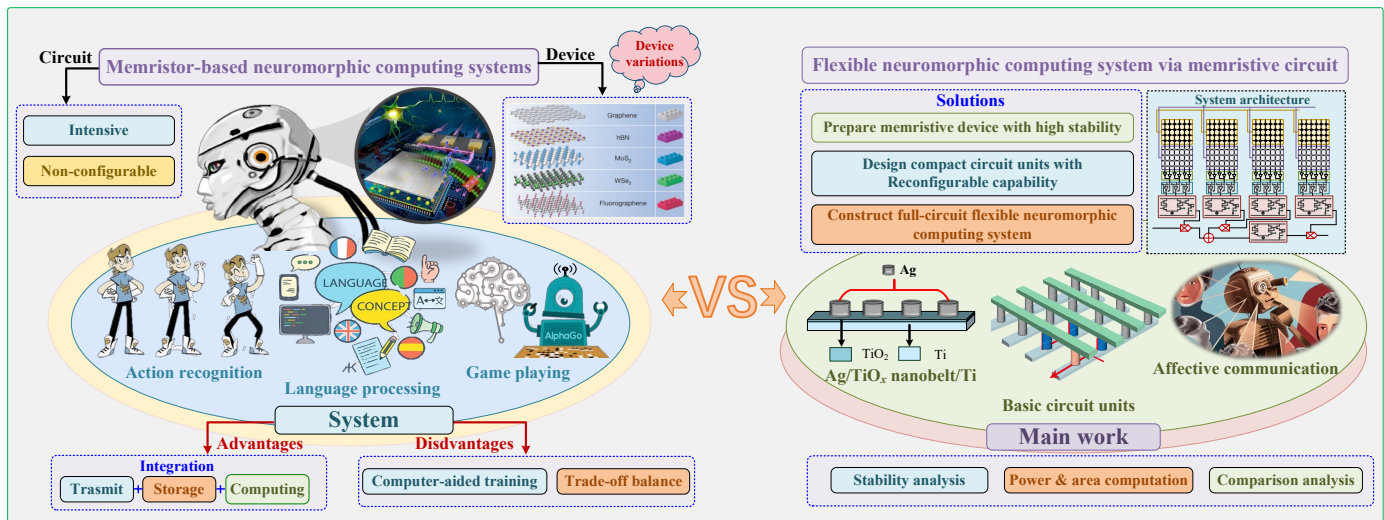 Circuit
Memristor-based neuromorphic computing systems
Device
Device
variations
Intensive
Non-configurable
Graphene
hBN
MoS₂
WSe₂
Fluorographene
LANGUAGE
CONCEPT
A
AlphaGo
Action recognition
Language processing
Game playing
System
Advantages
Disdvantages
Integration
Trasmit + Storage + Computing
Computer-aided training
Trade-off balance
VS
Flexible neuromorphic computing system via memristive circuit
Solutions
Prepare memristive device with high stability
Design compact circuit units with
Reconfigurable capability
Construct full-circuit flexible neuromorphic
computing system
System architecture
Ag
TiO₂
Ti
Ag/TiOₓ nanobelt/Ti
Basic circuit units
Affective communication
Main work
Stability analysis
Power & area computation
Comparison analysis